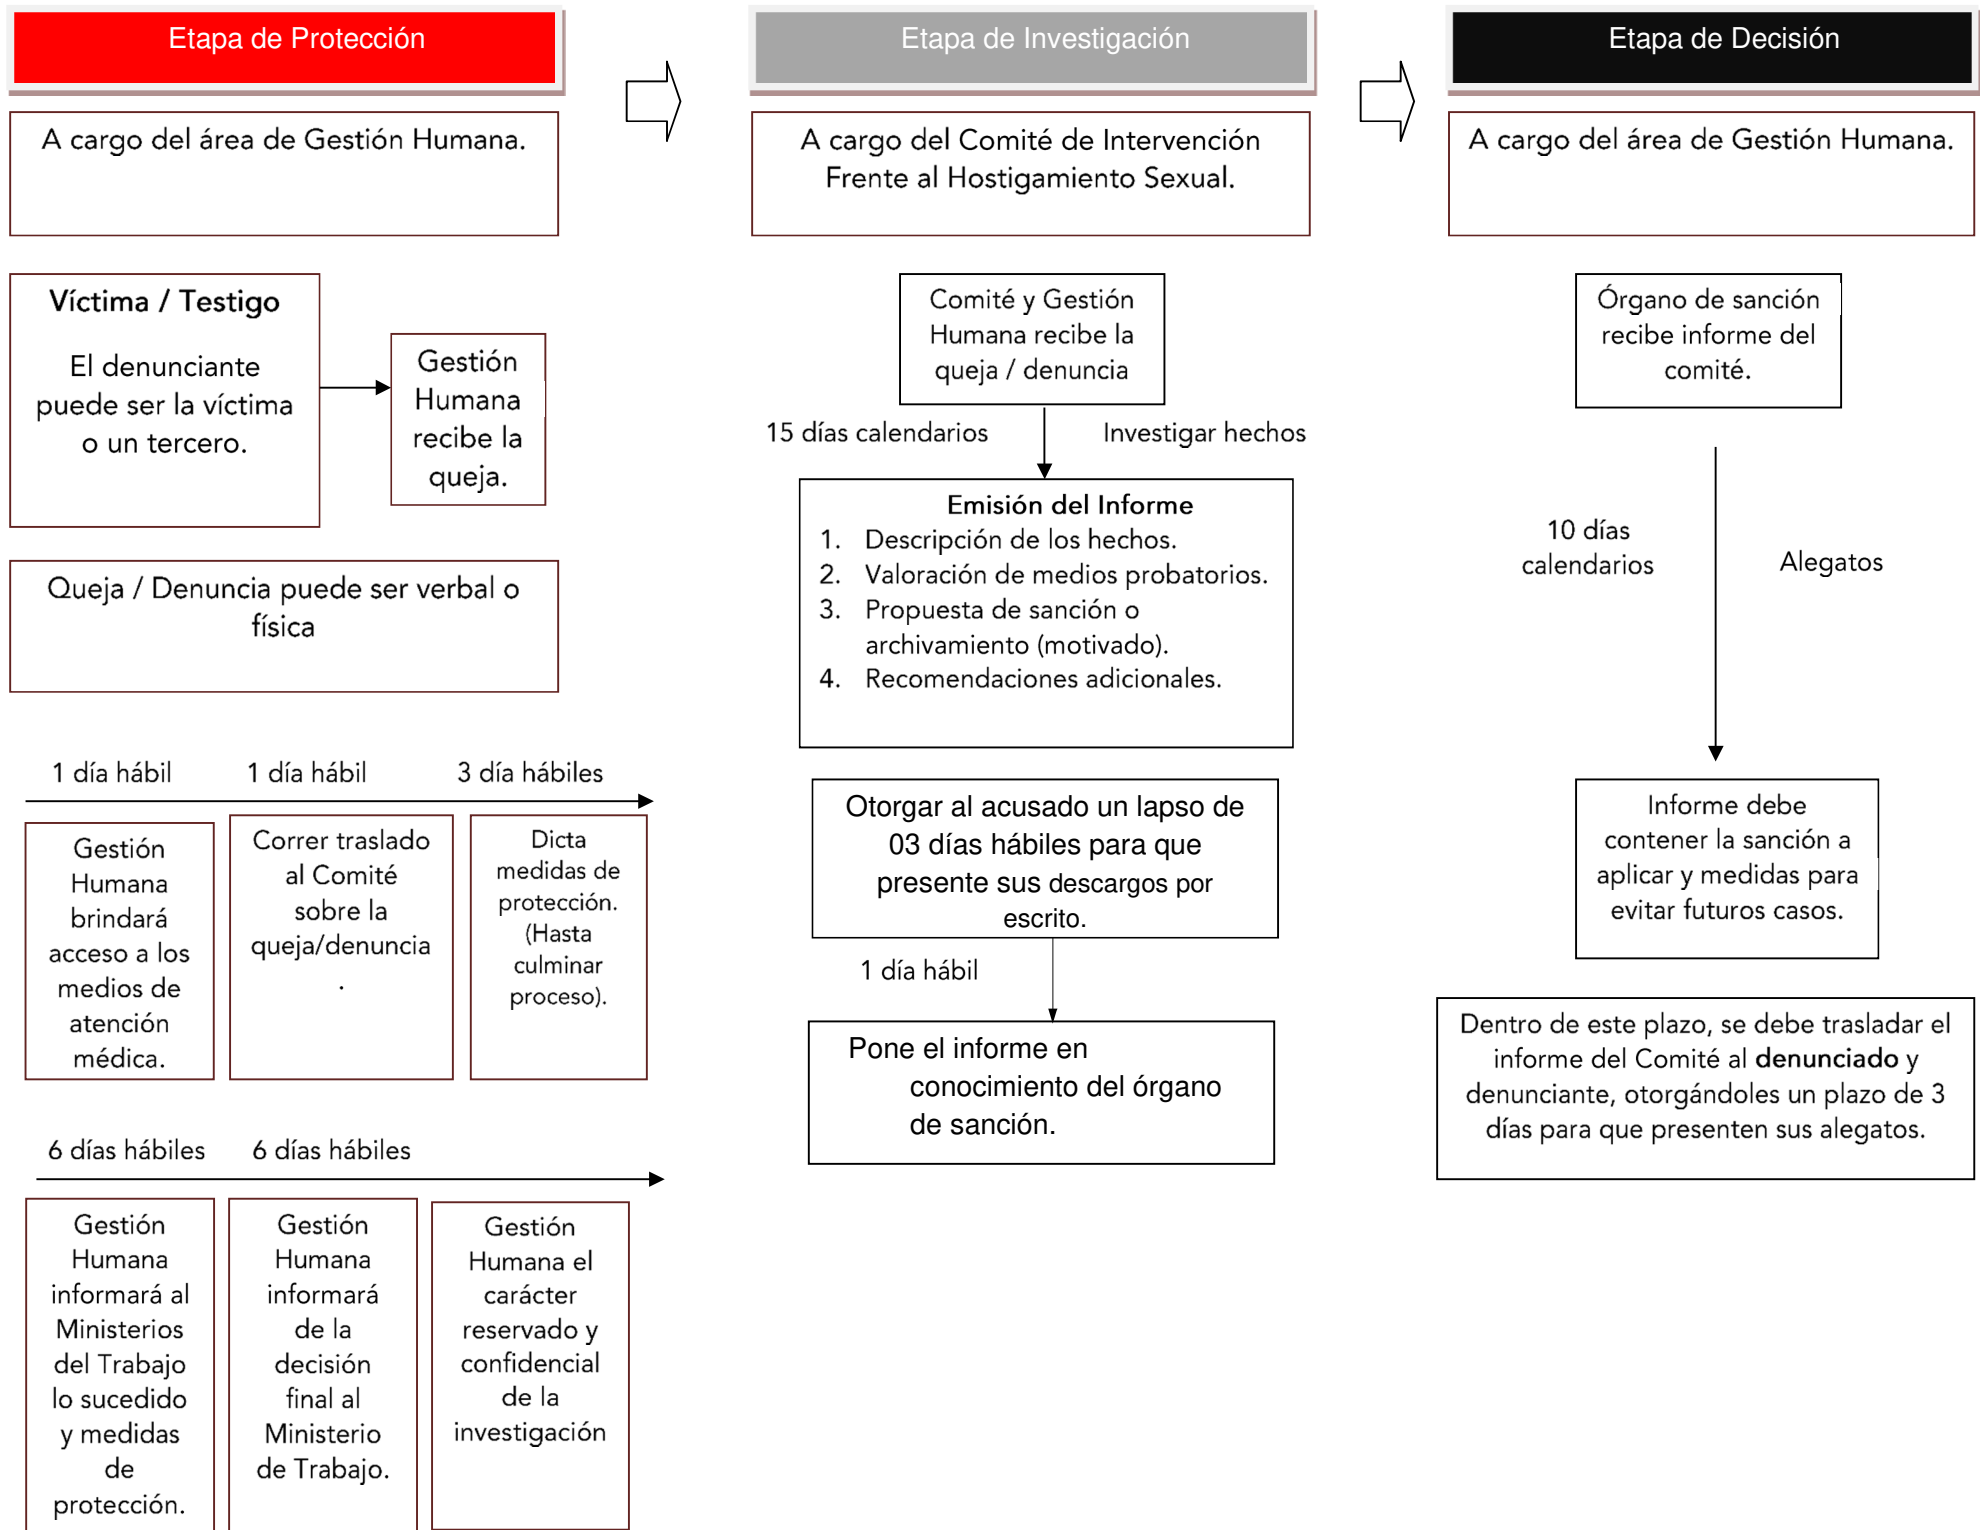 Etapa de Protección
A cargo del área de Gestión Humana.
Víctima / Testigo
El denunciante
puede ser la víctima
o un tercero.
Gestión
Humana
recibe la
queja.
Queja / Denuncia puede ser verbal o
física
1 día hábil
1 día hábil
3 día hábiles
Gestión
Humana
brindará
acceso a los
medios de
atención
médica.
Correr traslado
al Comité
sobre la
queja/denuncia
.
Dicta
medidas de
protección.
(Hasta
culminar
proceso).
6 días hábiles
6 días hábiles
Gestión
Humana
informará al
Ministerios
del Trabajo
lo sucedido
y medidas
de
protección.
Gestión
Humana
informará
de la
decisión
final al
Ministerio
de Trabajo.
Gestión
Humana el
carácter
reservado y
confidencial
de la
investigación
Etapa de Investigación
A cargo del Comité de Intervención
Frente al Hostigamiento Sexual.
Comité y Gestión
Humana recibe la
queja / denuncia
15 días calendarios
Investigar hechos
Emisión del Informe
1. Descripción de los hechos.
2. Valoración de medios probatorios.
3. Propuesta de sanción o
archivamiento (motivado).
4. Recomendaciones adicionales.
Otorgar al acusado un lapso de
03 días hábiles para que
presente sus descargos por
escrito.
1 día hábil
Pone el informe en
conocimiento del órgano
de sanción.
Etapa de Decisión
A cargo del área de Gestión Humana.
Órgano de sanción
recibe informe del
comité.
10 días
calendarios
Alegatos
Informe debe
contener la sanción a
aplicar y medidas para
evitar futuros casos.
Dentro de este plazo, se debe trasladar el
informe del Comité al denunciado y
denunciante, otorgándoles un plazo de 3
días para que presenten sus alegatos.